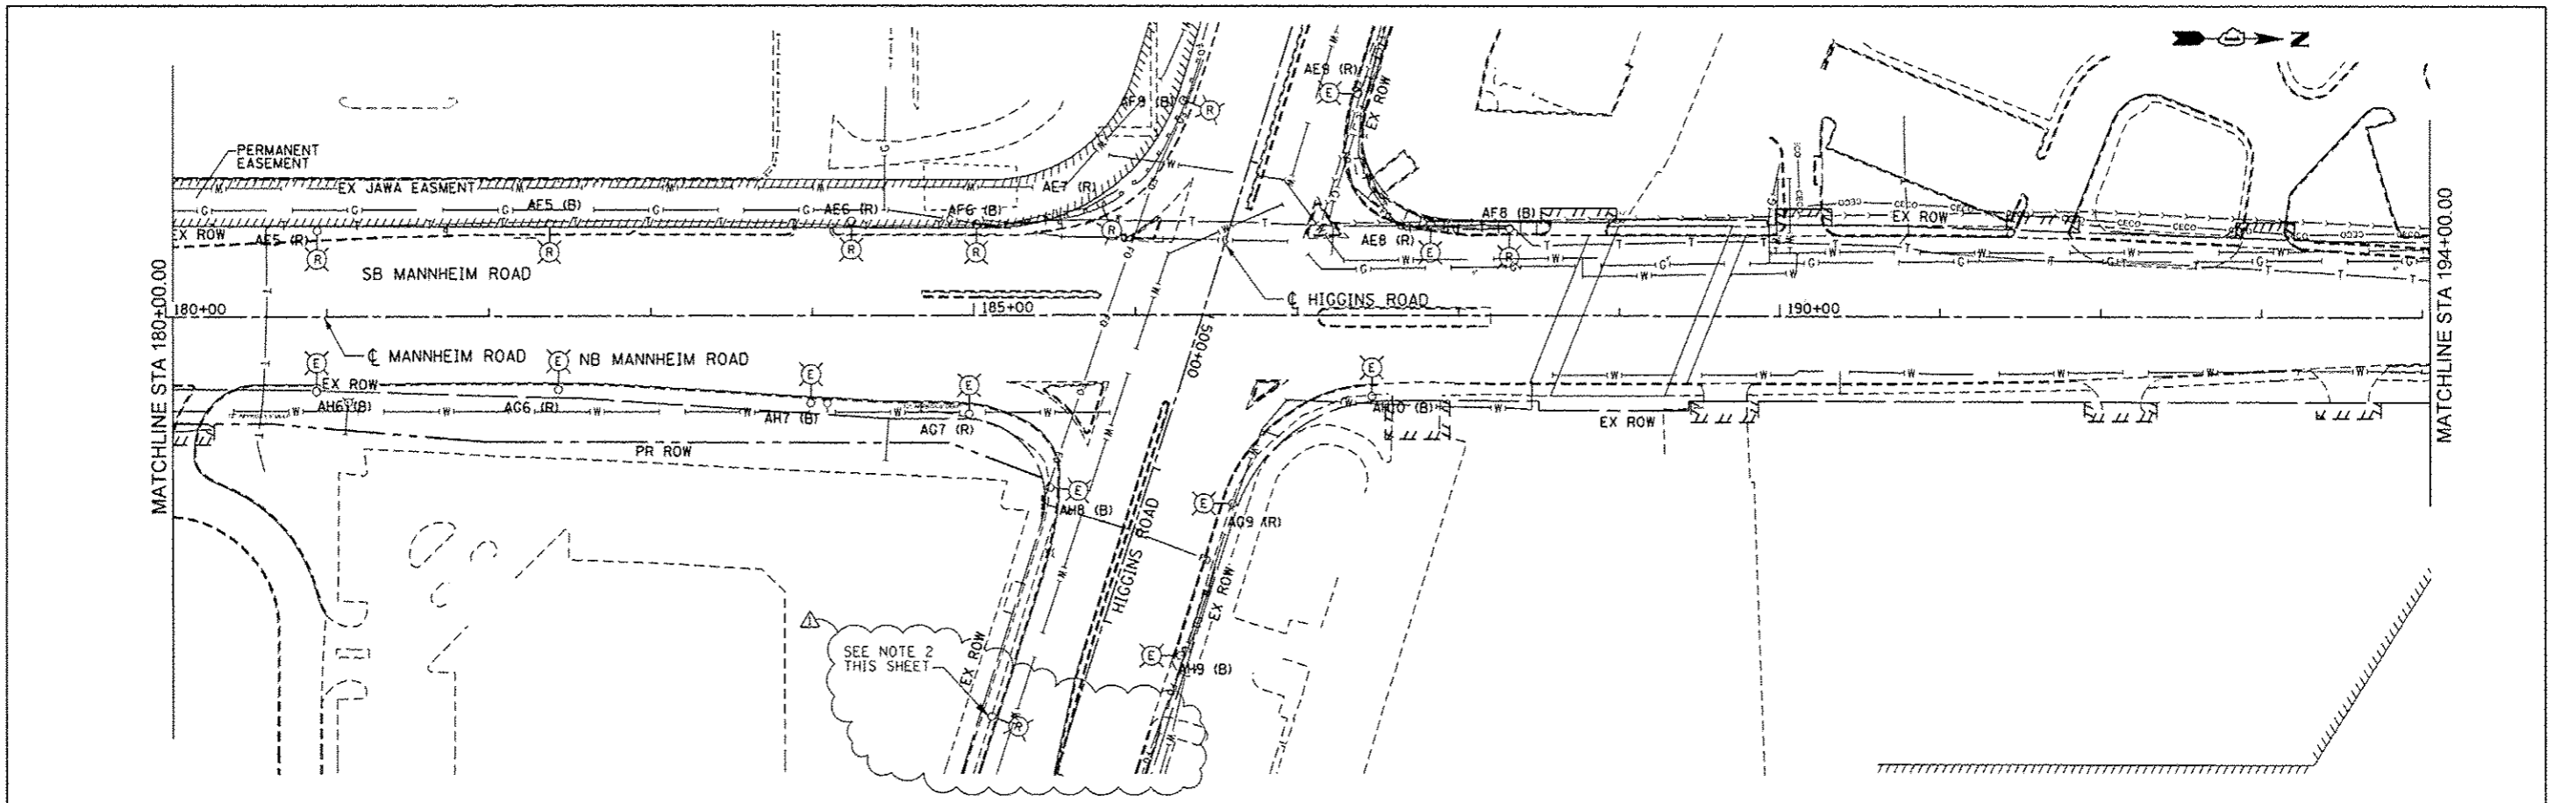 N
AE9 (R)
E
EX ROW
AF9 (B)
R
PERMANENT
EASEMENT
EX JAWA EASMENT
AE7 (R)
AE5 (B)
AE6 (R)
AF6 (B)
R
AF8 (B)
EX ROW
EX ROW
AE5 (R)
AE8 (R)
R
R
R
R
E
R
SB MANNHEIM ROAD
MATCHLINE STA 180+00.00
MATCHLINE STA 194+00.00
180+00
185+00
190+00
℄ HIGGINS ROAD
500+00
℄ MANNHEIM ROAD
E
E
NB MANNHEIM ROAD
E
E
E
EX ROW
AH6 (B)
AG6 (R)
AH7 (B)
AG7 (R)
AH10 (B)
EX ROW
PR ROW
E
AH8 (B)
E
AG9 (R)
HIGGINS ROAD
EX ROW
1
SEE NOTE 2
THIS SHEET
EX ROW
E
AH9 (B)
R